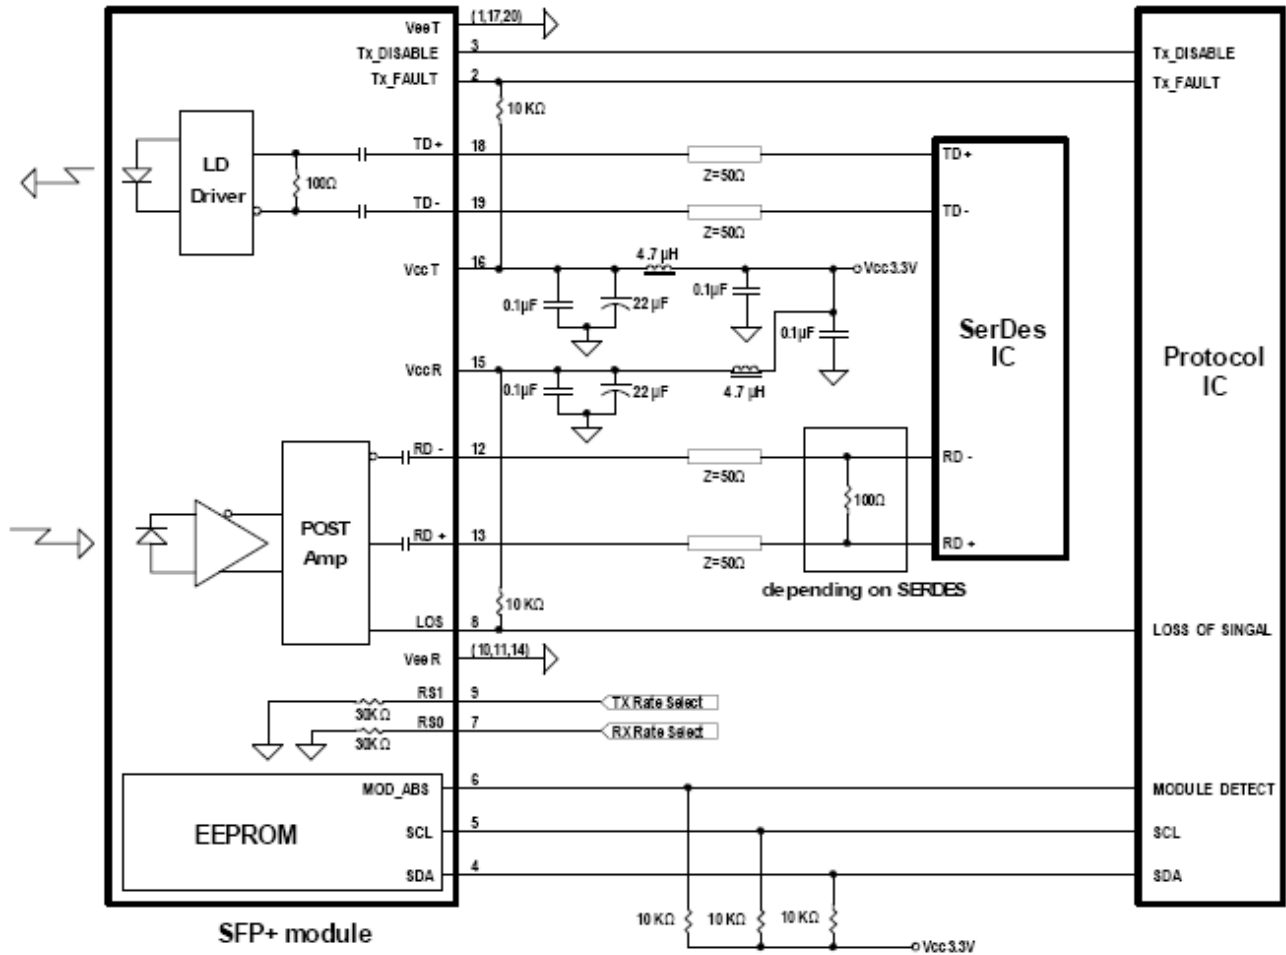 VeeT (1,17,20)
Tx_DISABLE 3 Tx_DISABLE
Tx_FAULT 2 Tx_FAULT
10 KΩ
LD
Driver
100Ω
TD+ 18 Z=50Ω TD+
TD- 19 Z=50Ω TD-
VccT 16 4.7 µH Vcc3.3V
0.1µF 22 µF 0.1µF 0.1µF
VccR 15
0.1µF 22 µF 4.7 µH
SerDes
IC
Protocol
IC
RD - 12 Z=50Ω RD -
100Ω
POST
Amp
RD + 13 Z=50Ω RD +
depending on SERDES
10 KΩ
LOS 8 LOSS OF SINGAL
VeeR (10,11,14)
RS1 9 TX Rate Select
30KΩ
RS0 7 RX Rate Select
30KΩ
MOD_ABS 6 MODULE DETECT
EEPROM
SCL 5 SCL
SDA 4 SDA
10 KΩ 10 KΩ 10 KΩ
SFP+ module
Vcc3.3V